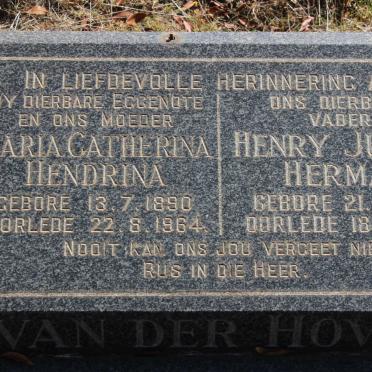 IN LIEFDEVOLLE HERINNERING A
Y DIERBARE EGGENOTE
EN ONS MOEDER
ARIA CATHERINA
HENDRINA
GEBORE 13.7.1890
OORLEDE 22.8.1964.
ONS DIERB
VADER
HENRY JU
HERMA
GEBORE 21.
OORLEDE 18
NOOIT KAN ONS JOU VERGEET NIE
RUS IN DIE HEER.
VAN DER HOV